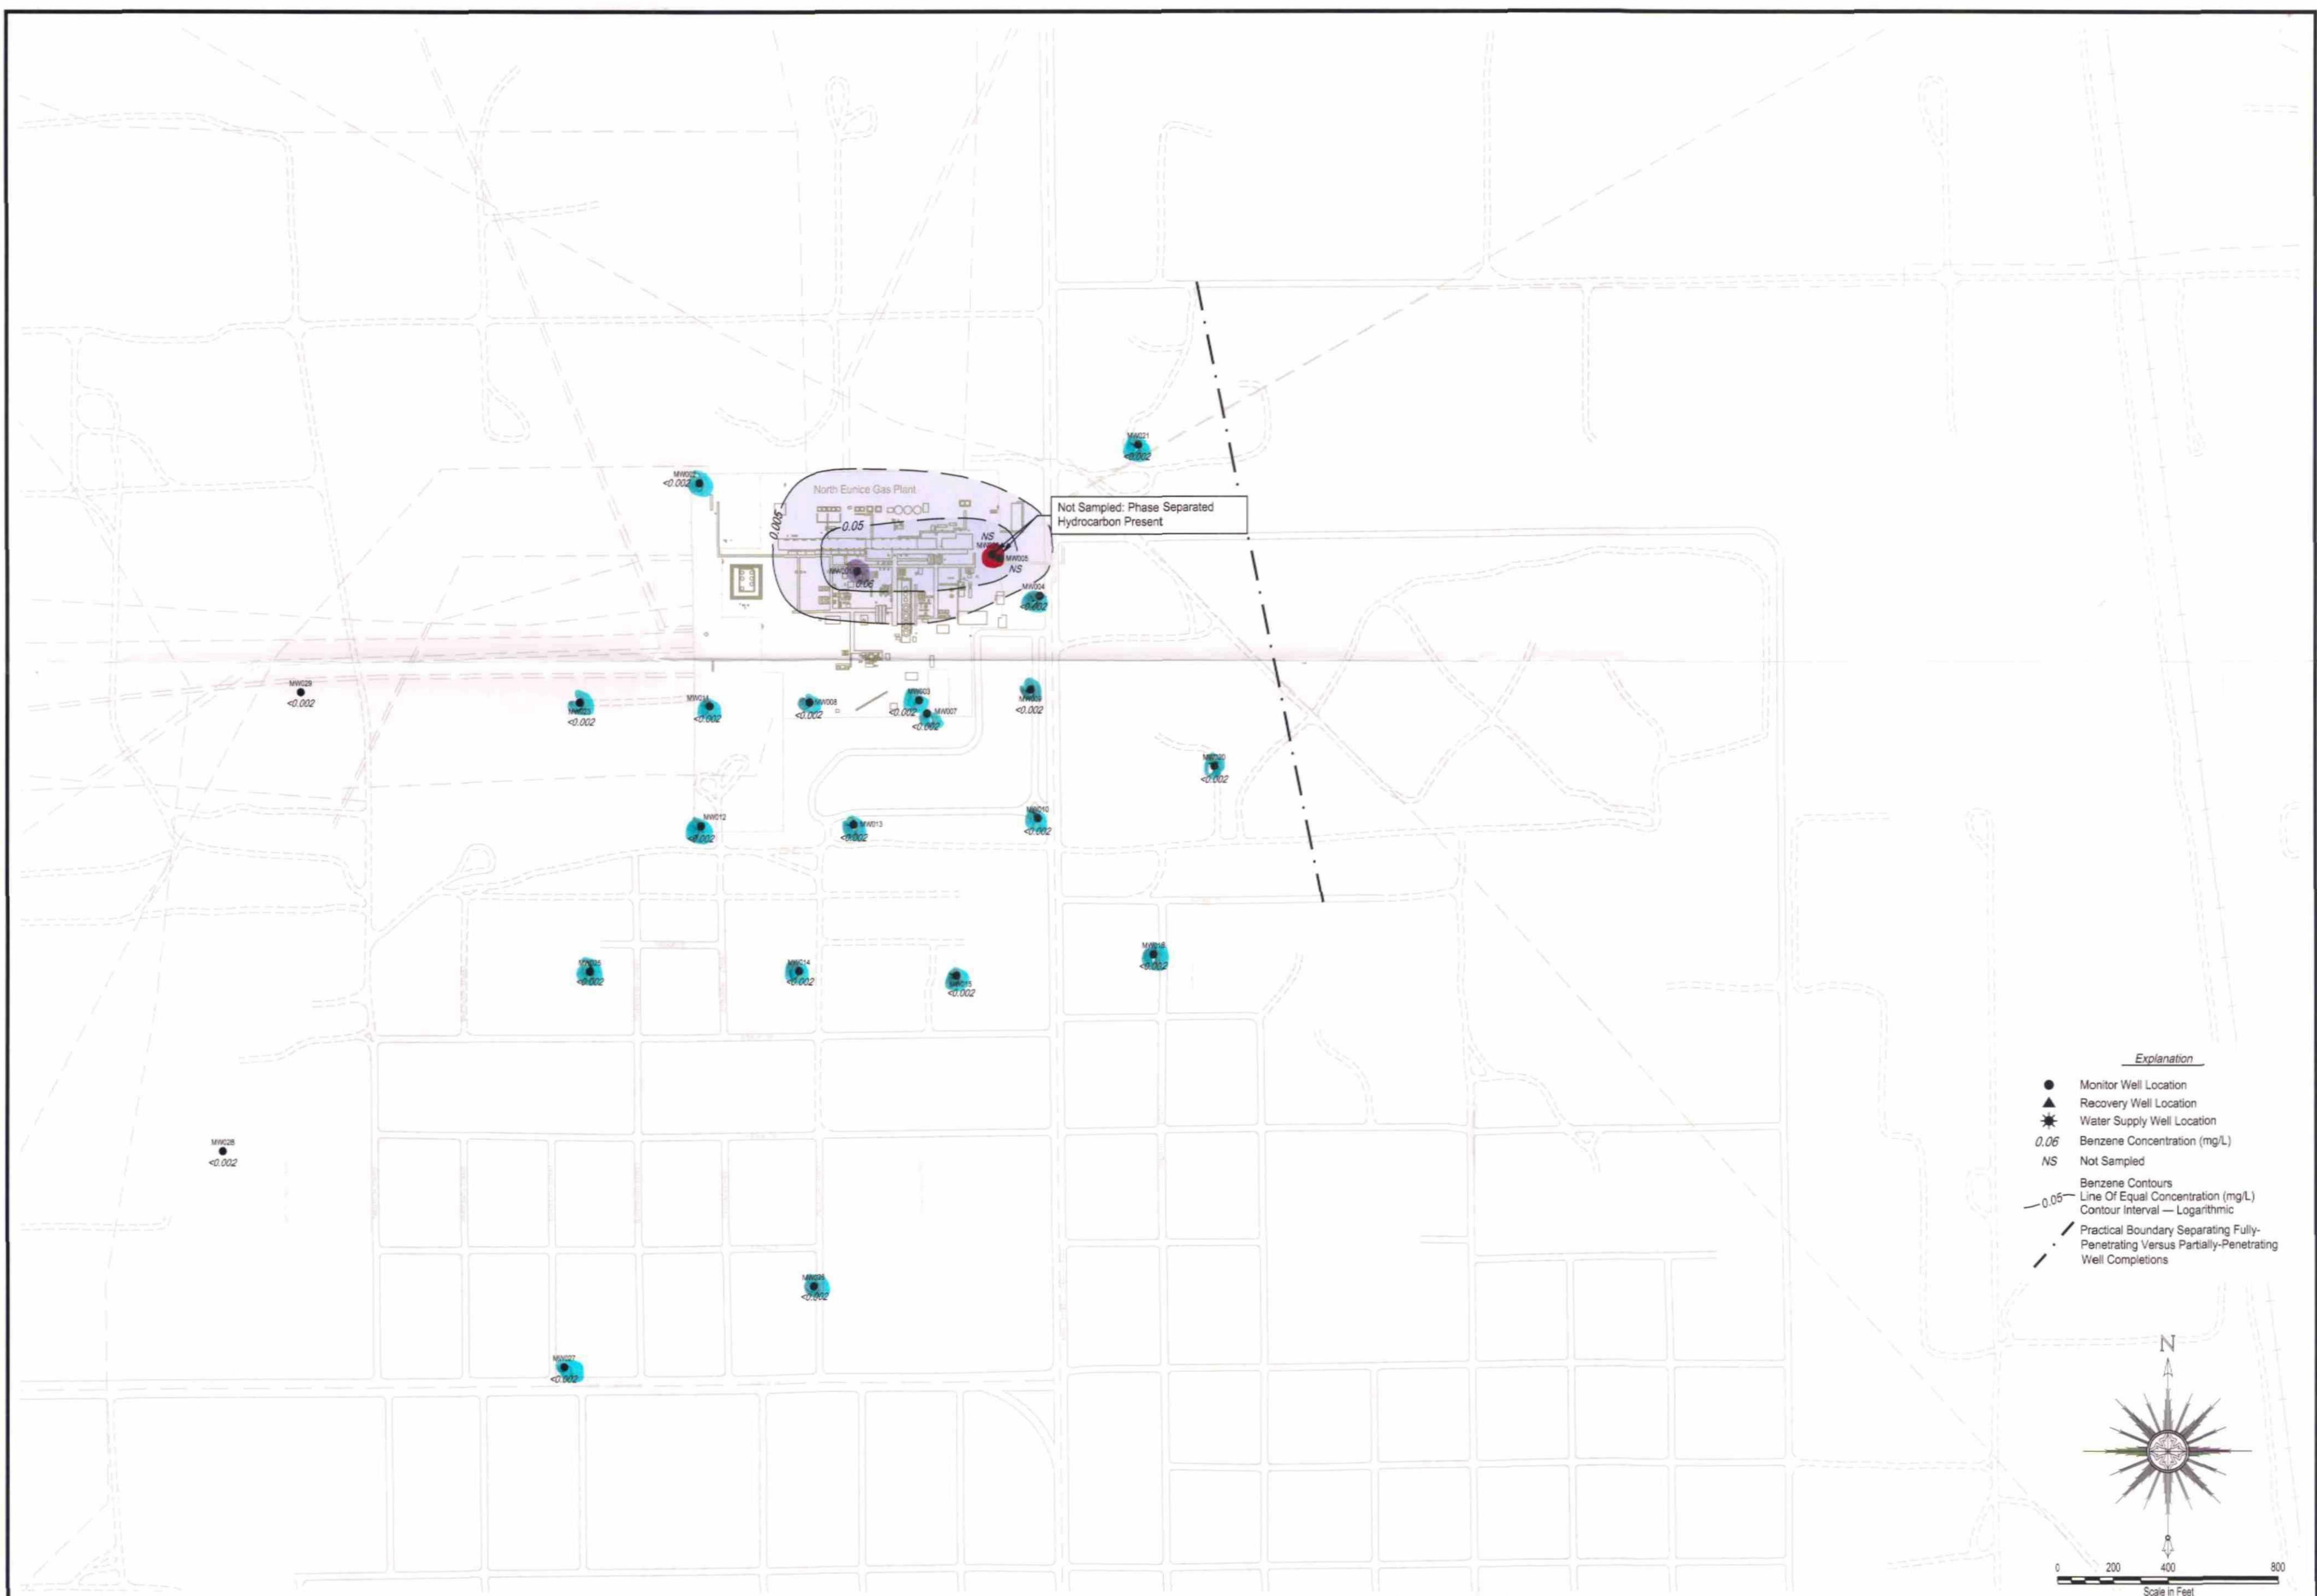 MW021
<0.002
MW002
<0.002
North Eunice Gas Plant
0.005
0.05
Not Sampled: Phase Separated
Hydrocarbon Present
NS
MW005
NS
0.06
MW004
<0.002
MW029
<0.002
<0.002
<0.002
MW008
<0.002
MW003
<0.002
MW007
<0.002
<0.002
MW020
<0.002
MW012
<0.002
MW013
<0.002
MW010
<0.002
<0.002
MW014
<0.002
MW015
<0.002
<0.002
MW028
<0.002
<0.002
MW027
<0.002
Explanation
Monitor Well Location
Recovery Well Location
Water Supply Well Location
0.06 Benzene Concentration (mg/L)
NS Not Sampled
Benzene Contours
0.05 Line Of Equal Concentration (mg/L)
Contour Interval — Logarithmic
Practical Boundary Separating Fully-
Penetrating Versus Partially-Penetrating
Well Completions
N
0 200 400 800
Scale in Feet